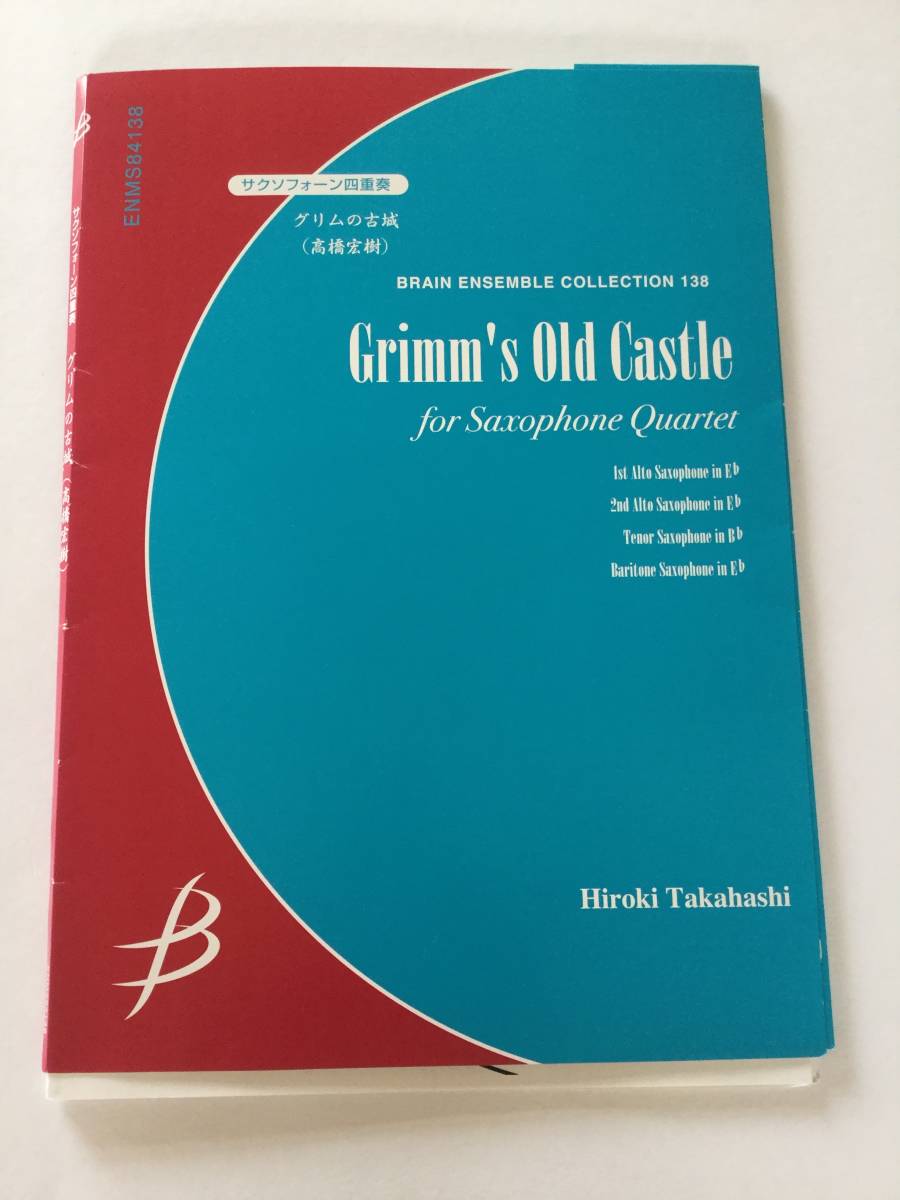 ENMS84138
サクソフォーン四重奏
グリムの古城
（高橋宏樹）
BRAIN ENSEMBLE COLLECTION 138
Grimm's Old Castle
for Saxophone Quartet
1st Alto Saxophone in E♭
2nd Alto Saxophone in E♭
Tenor Saxophone in B♭
Baritone Saxophone in E♭
Hiroki Takahashi
サクソフォーン四重奏 グリムの古城（高橋宏樹）